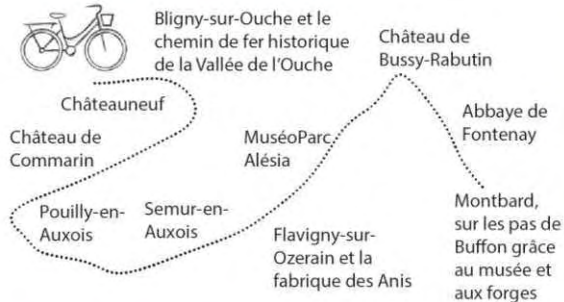 Bligny-sur-Ouche et le
chemin de fer historique
de la Vallée de l'Ouche
Château de
Bussy-Rabutin
Châteauneuf
Abbaye de
Fontenay
Château de
Commarin
MuséoParc
Alésia
Pouilly-en-
Auxois
Semur-en-
Auxois
Flavigny-sur-
Ozerain et la
fabrique des Anis
Montbard,
sur les pas de
Buffon grâce
au musée et
aux forges